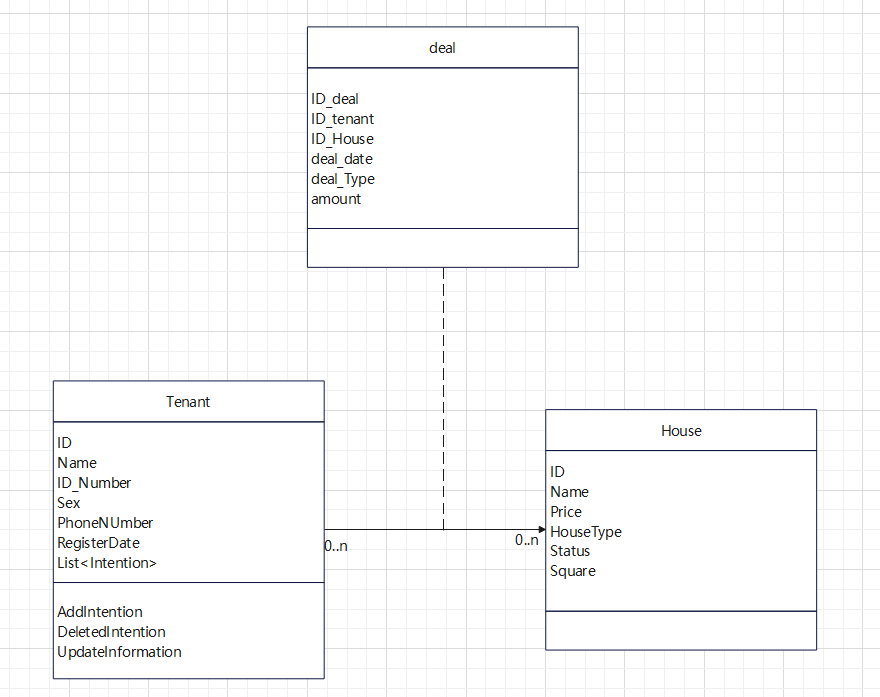 deal
ID_deal
ID_tenant
ID_House
deal_date
deal_Type
amount
Tenant
ID
Name
ID_Number
Sex
PhoneNUmber
RegisterDate
List<Intention>
AddIntention
DeletedIntention
UpdateInformation
0..n
0..n
House
ID
Name
Price
HouseType
Status
Square